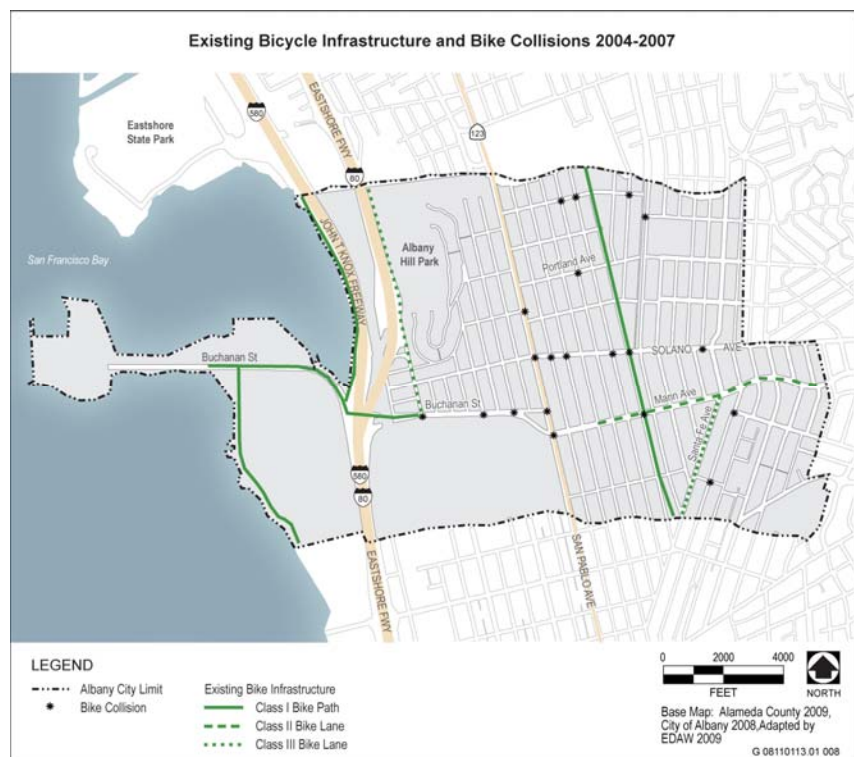 Existing Bicycle Infrastructure and Bike Collisions 2004-2007
Eastshore
State Park
580
EASTSHORE FWY
80
123
JOHN T KNOX FREEWAY
Albany
Hill Park
San Francisco Bay
Portland Ave
Buchanan St
SOLANO AVE
Marin Ave
Buchanan St
Santa Fe Ave
580
80
EASTSHORE FWY
SAN PABLO AVE
LEGEND
Albany City Limit
Bike Collision
Existing Bike Infrastructure
Class I Bike Path
Class II Bike Lane
Class III Bike Lane
0 2000 4000
FEET
NORTH
Base Map: Alameda County 2009,
City of Albany 2008,Adapted by
EDAW 2009
G 08110113.01 008